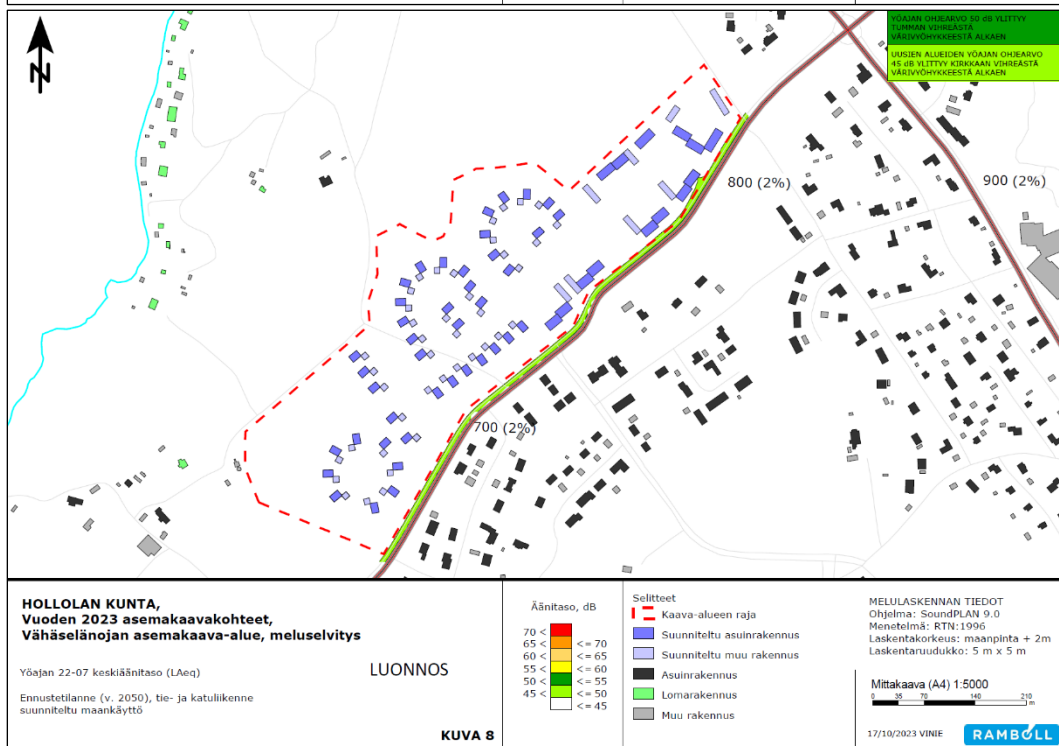 YÖAJAN OHJEARVO 50 dB YLITTYY
TUMMAN VIHREÄSTÄ
VÄRIVYÖHYKKEESTÄ ALKAEN
UUSIEN ALUEIDEN YÖAJAN OHJEARVO
45 dB YLITTYY KIRKKAAN VIHREÄSTÄ
VÄRIVYÖHYKKEESTÄ ALKAEN
N
800 (2%)
900 (2%)
700 (2%)
HOLLOLAN KUNTA,
Vuoden 2023 asemakaavakohteet,
Vähäselänojan asemakaava-alue, meluselvitys
Yöajan 22-07 keskiäänitaso (LAeq)
LUONNOS
Ennustetilanne (v. 2050), tie- ja katuliikenne
suunniteltu maankäyttö
KUVA 8
Äänitaso, dB
70 <
65 < <= 70
60 < <= 65
55 < <= 60
50 < <= 55
45 < <= 50
<= 45
Selitteet
Kaava-alueen raja
Suunniteltu asuinrakennus
Suunniteltu muu rakennus
Asuinrakennus
Lomarakennus
Muu rakennus
MELULASKENNAN TIEDOT
Ohjelma: SoundPLAN 9.0
Menetelmä: RTN:1996
Laskentakorkeus: maanpinta + 2m
Laskentaruudukko: 5 m x 5 m
Mittakaava (A4) 1:5000
0 35 70 140 210
m
17/10/2023 VINIE
RAMBOLL